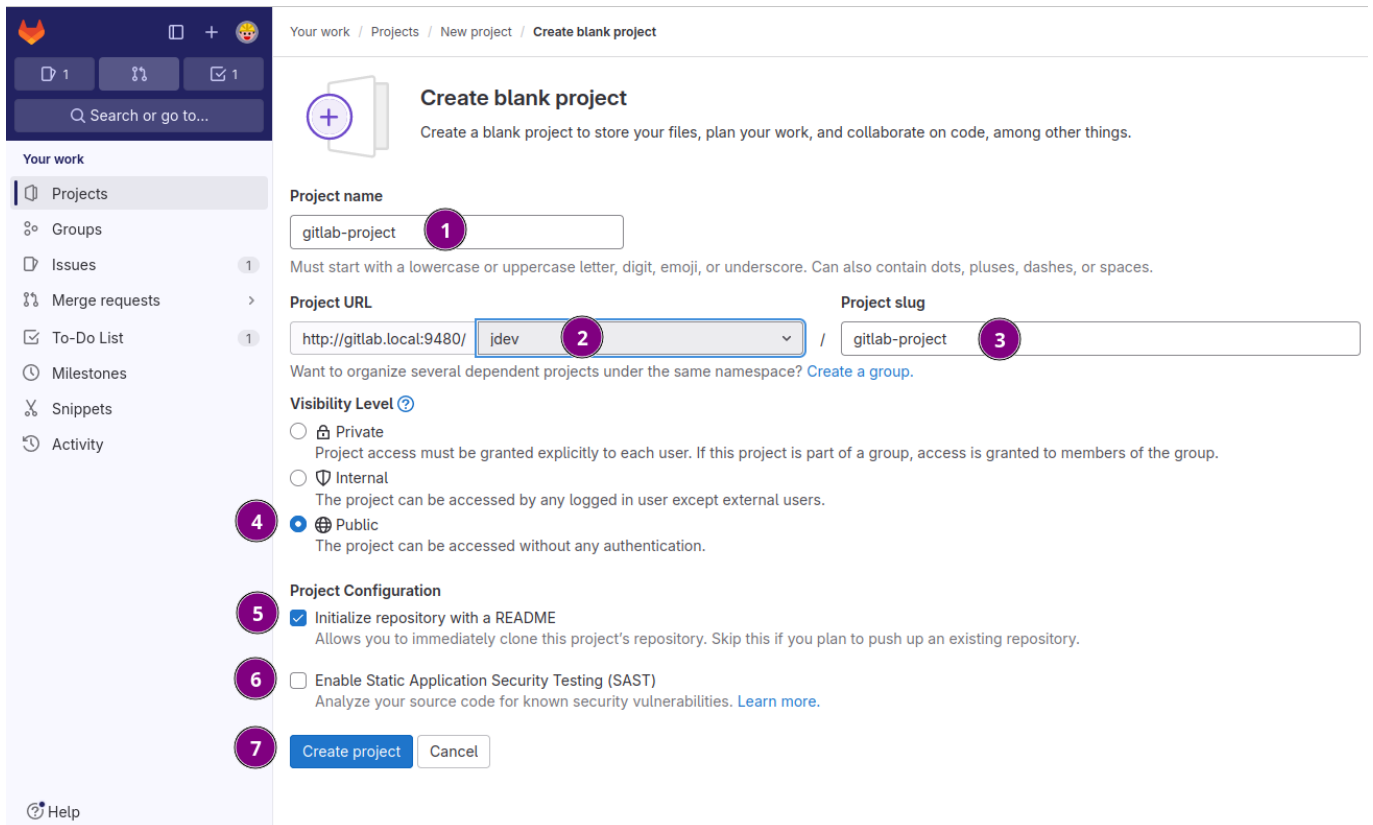 Your work / Projects / New project / Create blank project
1
1
Search or go to...
Your work
Projects
Groups
Issues 1
Merge requests
To-Do List 1
Milestones
Snippets
Activity
Help
Create blank project
Create a blank project to store your files, plan your work, and collaborate on code, among other things.
Project name
gitlab-project 1
Must start with a lowercase or uppercase letter, digit, emoji, or underscore. Can also contain dots, pluses, dashes, or spaces.
Project URL
http://gitlab.local:9480/ jdev 2 /
Project slug
gitlab-project 3
Want to organize several dependent projects under the same namespace? Create a group.
Visibility Level ?
Private
Project access must be granted explicitly to each user. If this project is part of a group, access is granted to members of the group.
Internal
The project can be accessed by any logged in user except external users.
4 Public
The project can be accessed without any authentication.
Project Configuration
5 Initialize repository with a README
Allows you to immediately clone this project's repository. Skip this if you plan to push up an existing repository.
6 Enable Static Application Security Testing (SAST)
Analyze your source code for known security vulnerabilities. Learn more.
7 Create project Cancel